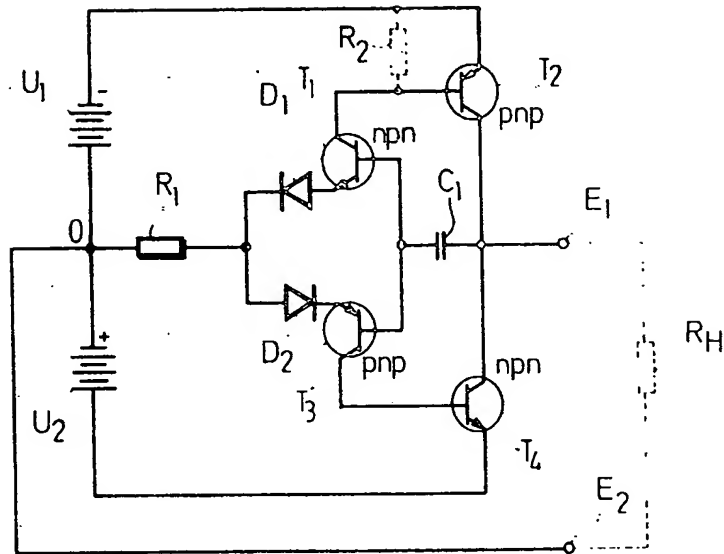 R2
T2
U1
-
D1
T1
npn
pnp
R1
C1
E1
0
+
D2
pnp
npn
RH
U2
T3
T4
E2